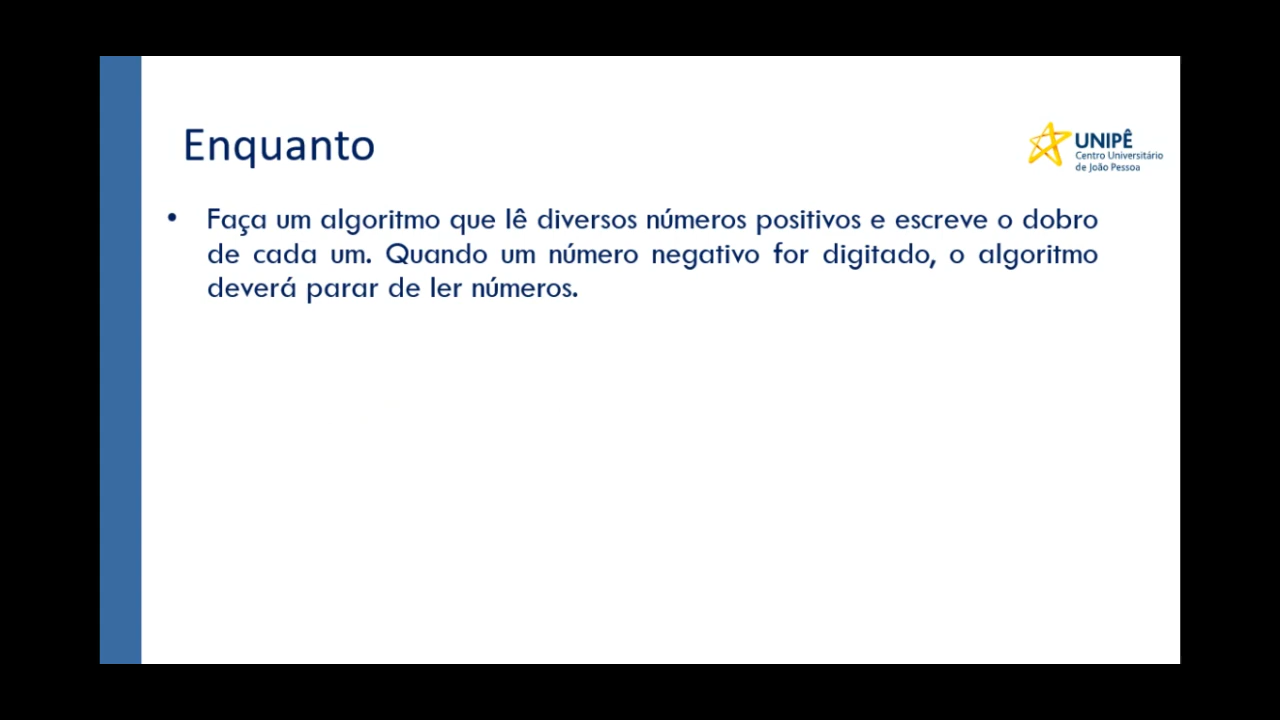 Enquanto
UNIPÊ
Centro Universitário
de João Pessoa
• Faça um algoritmo que lê diversos números positivos e escreve o dobro
de cada um. Quando um número negativo for digitado, o algoritmo
deverá parar de ler números.